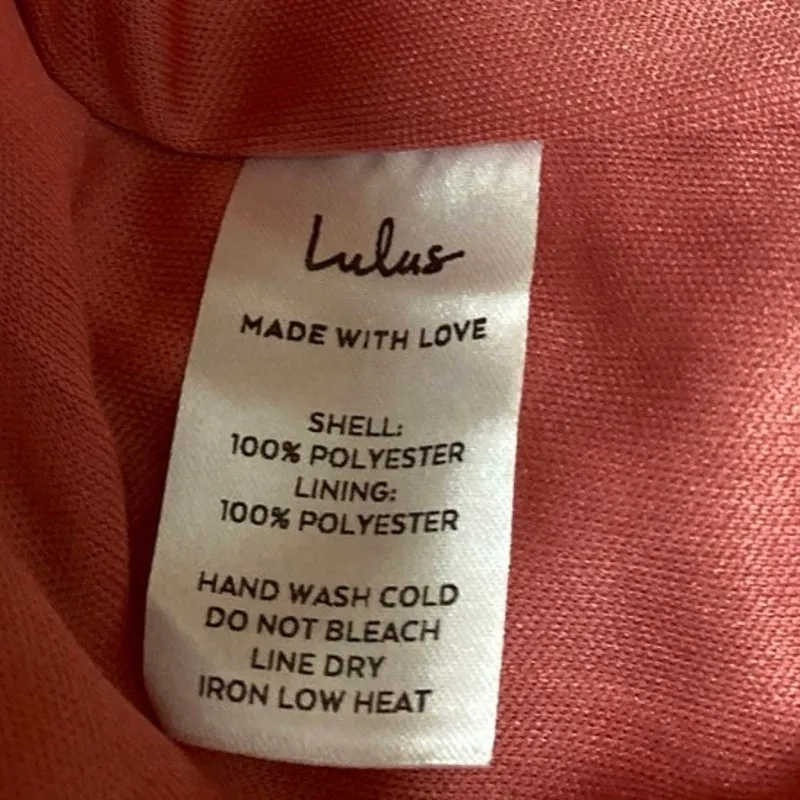 Lulus
MADE WITH LOVE
SHELL:
100% POLYESTER
LINING:
100% POLYESTER
HAND WASH COLD
DO NOT BLEACH
LINE DRY
IRON LOW HEAT